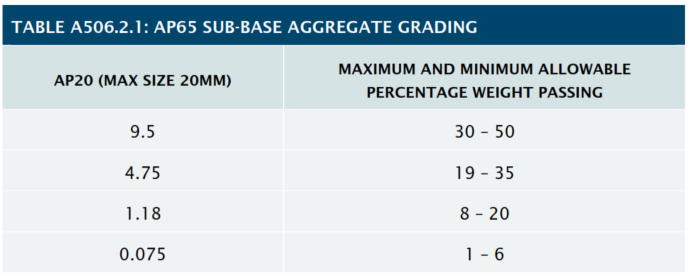 TABLE A506.2.1: AP65 SUB-BASE AGGREGATE GRADING
AP20 (MAX SIZE 20MM) MAXIMUM AND MINIMUM ALLOWABLE
PERCENTAGE WEIGHT PASSING
9.5 30 – 50
4.75 19 – 35
1.18 8 – 20
0.075 1 – 6